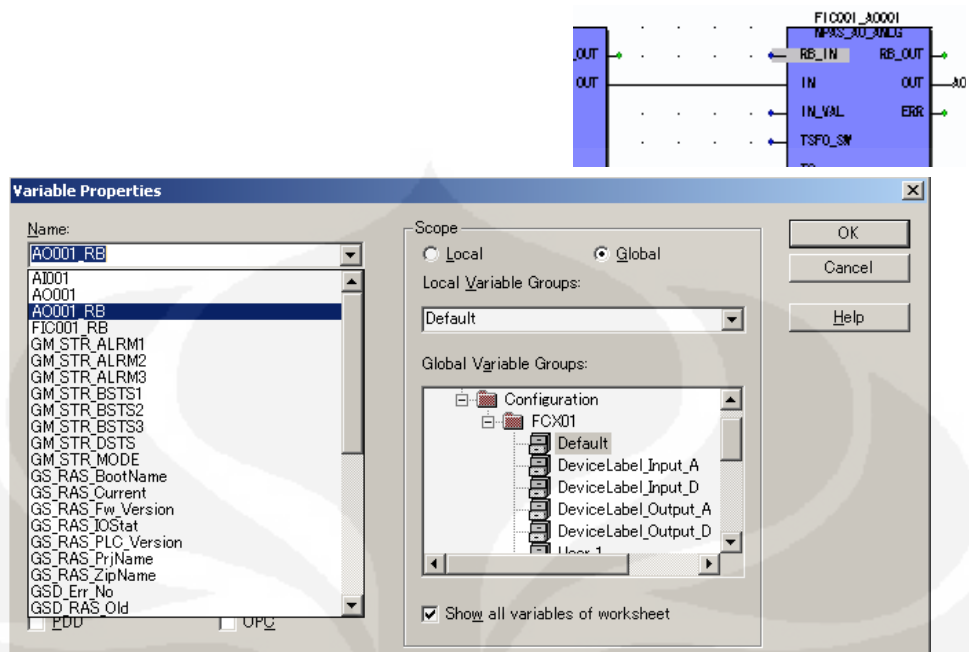 FIC001_AO001
NPAS_AO_ANLG
_OUT
RB_IN RB_OUT
OUT
IN OUT
AO
IN_VAL ERR
TSFO_SW
Variable Properties
Name:
AO001_RB
AI001
AO001
AO001_RB
FIC001_RB
GM_STR_ALRM1
GM_STR_ALRM2
GM_STR_ALRM3
GM_STR_BSTS1
GM_STR_BSTS2
GM_STR_BSTS3
GM_STR_DSTS
GM_STR_MODE
GS_RAS_BootName
GS_RAS_Current
GS_RAS_Fw_Version
GS_RAS_IOStat
GS_RAS_PLC_Version
GS_RAS_PrjName
GS_RAS_ZipName
GSD_Err_No
GSD_RAS_Old
PDD OPC
Scope
Local Global
Local Variable Groups:
Default
Global Variable Groups:
Configuration
FCX01
Default
DeviceLabel_Input_A
DeviceLabel_Input_D
DeviceLabel_Output_A
DeviceLabel_Output_D
User_1
Show all variables of worksheet
OK
Cancel
Help